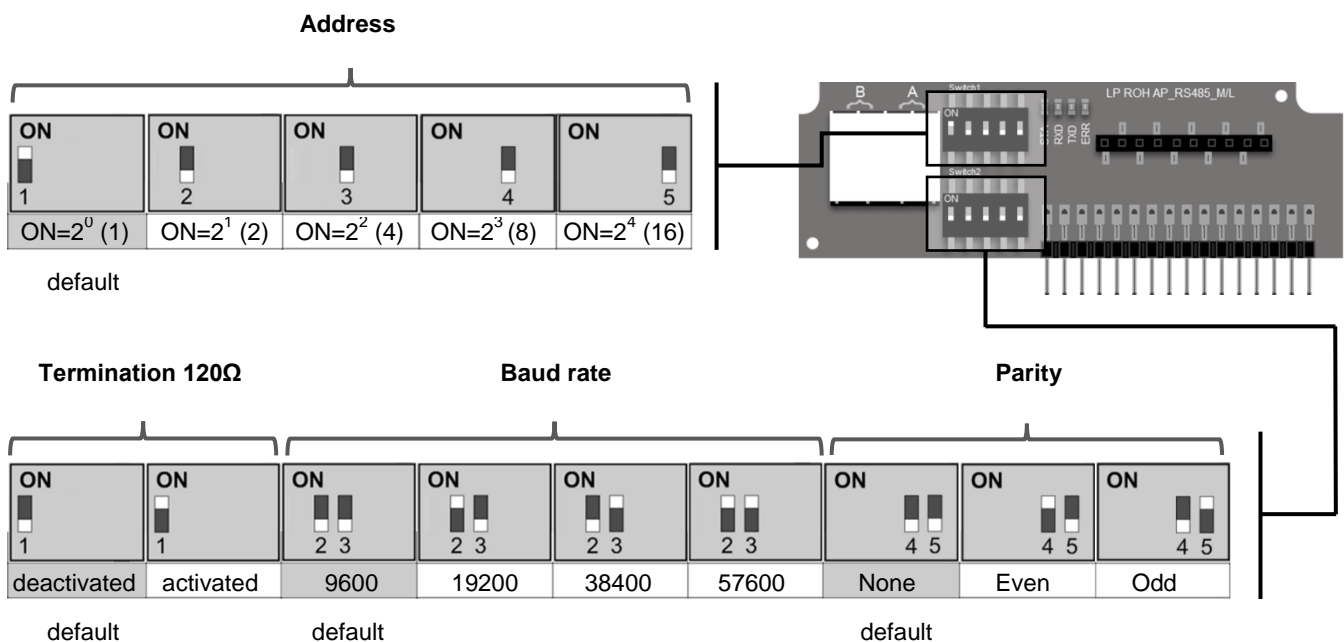 Address
ON ON ON ON ON
1 2 3 4 5
ON=2⁰ (1) ON=2¹ (2) ON=2² (4) ON=2³ (8) ON=2⁴ (16)
default
B A
Switch1
ON
LP ROH AP_RS485_M/L
RXD
TXD
ERR
Switch2
ON
Termination 120Ω Baud rate Parity
ON ON ON ON ON ON ON ON ON
1 1 2 3 2 3 2 3 2 3 4 5 4 5 4 5
deactivated activated 9600 19200 38400 57600 None Even Odd
default default default